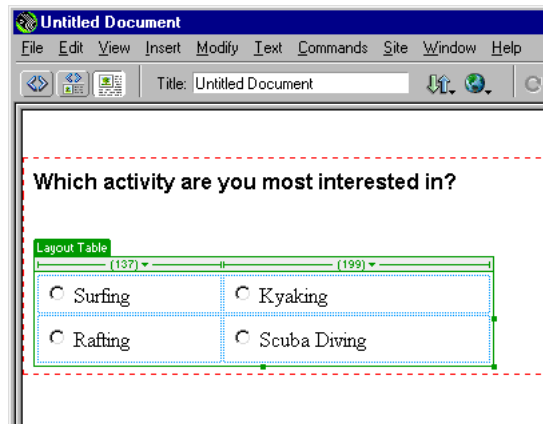 Untitled Document
File Edit View Insert Modify Text Commands Site Window Help
Title: Untitled Document
Which activity are you most interested in?
Layout Table
(137) (199)
Surfing Kyaking
Rafting Scuba Diving